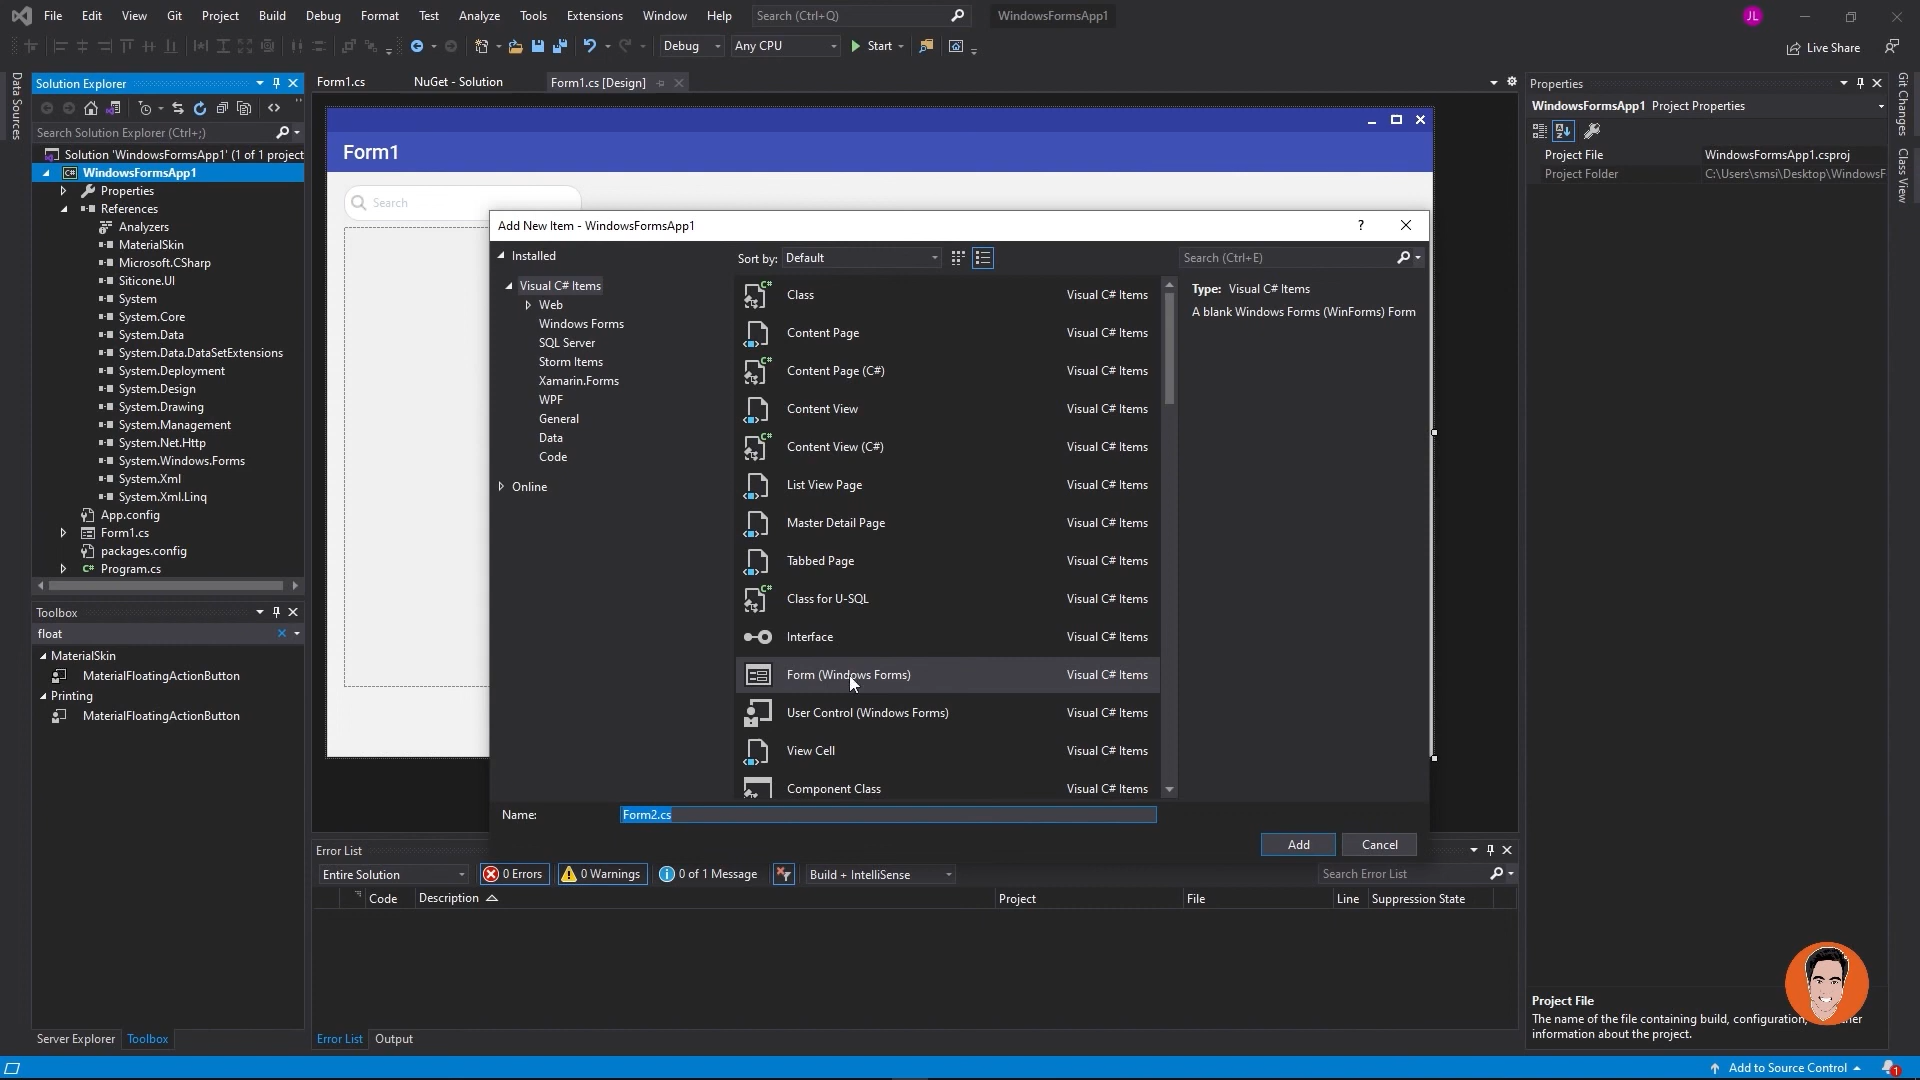 File Edit View Git Project Build Debug Format Test Analyze Tools Extensions Window Help Search (Ctrl+Q) WindowsFormsApp1 JL
Debug Any CPU Start Live Share
Data Sources
Solution Explorer
Search Solution Explorer (Ctrl+;)
Solution 'WindowsFormsApp1' (1 of 1 project
C# WindowsFormsApp1
Properties
References
Analyzers
MaterialSkin
Microsoft.CSharp
Siticone.UI
System
System.Core
System.Data
System.Data.DataSetExtensions
System.Deployment
System.Design
System.Drawing
System.Management
System.Net.Http
System.Windows.Forms
System.Xml
System.Xml.Linq
App.config
Form1.cs
packages.config
C# Program.cs
Toolbox
float
MaterialSkin
MaterialFloatingActionButton
Printing
MaterialFloatingActionButton
Server Explorer Toolbox
Form1.cs NuGet - Solution Form1.cs [Design]
Form1
Search
Add New Item - WindowsFormsApp1 ?
Installed
Visual C# Items
Web
Windows Forms
SQL Server
Storm Items
Xamarin.Forms
WPF
General
Data
Code
Online
Sort by: Default
Search (Ctrl+E)
Class Visual C# Items
Content Page Visual C# Items
Content Page (C#) Visual C# Items
Content View Visual C# Items
Content View (C#) Visual C# Items
List View Page Visual C# Items
Master Detail Page Visual C# Items
Tabbed Page Visual C# Items
Class for U-SQL Visual C# Items
Interface Visual C# Items
Form (Windows Forms) Visual C# Items
User Control (Windows Forms) Visual C# Items
View Cell Visual C# Items
Component Class Visual C# Items
Type: Visual C# Items
A blank Windows Forms (WinForms) Form
Name: Form2.cs
Add Cancel
Error List
Entire Solution 0 Errors 0 Warnings 0 of 1 Message Build + IntelliSense Search Error List
Code Description Project File Line Suppression State
Error List Output
Properties
WindowsFormsApp1 Project Properties
Project File WindowsFormsApp1.csproj
Project Folder C:\Users\smsi\Desktop\WindowsF
Project File
The name of the file containing build, configuration,
information about the project.
Git Changes
Class View
Add to Source Control 1